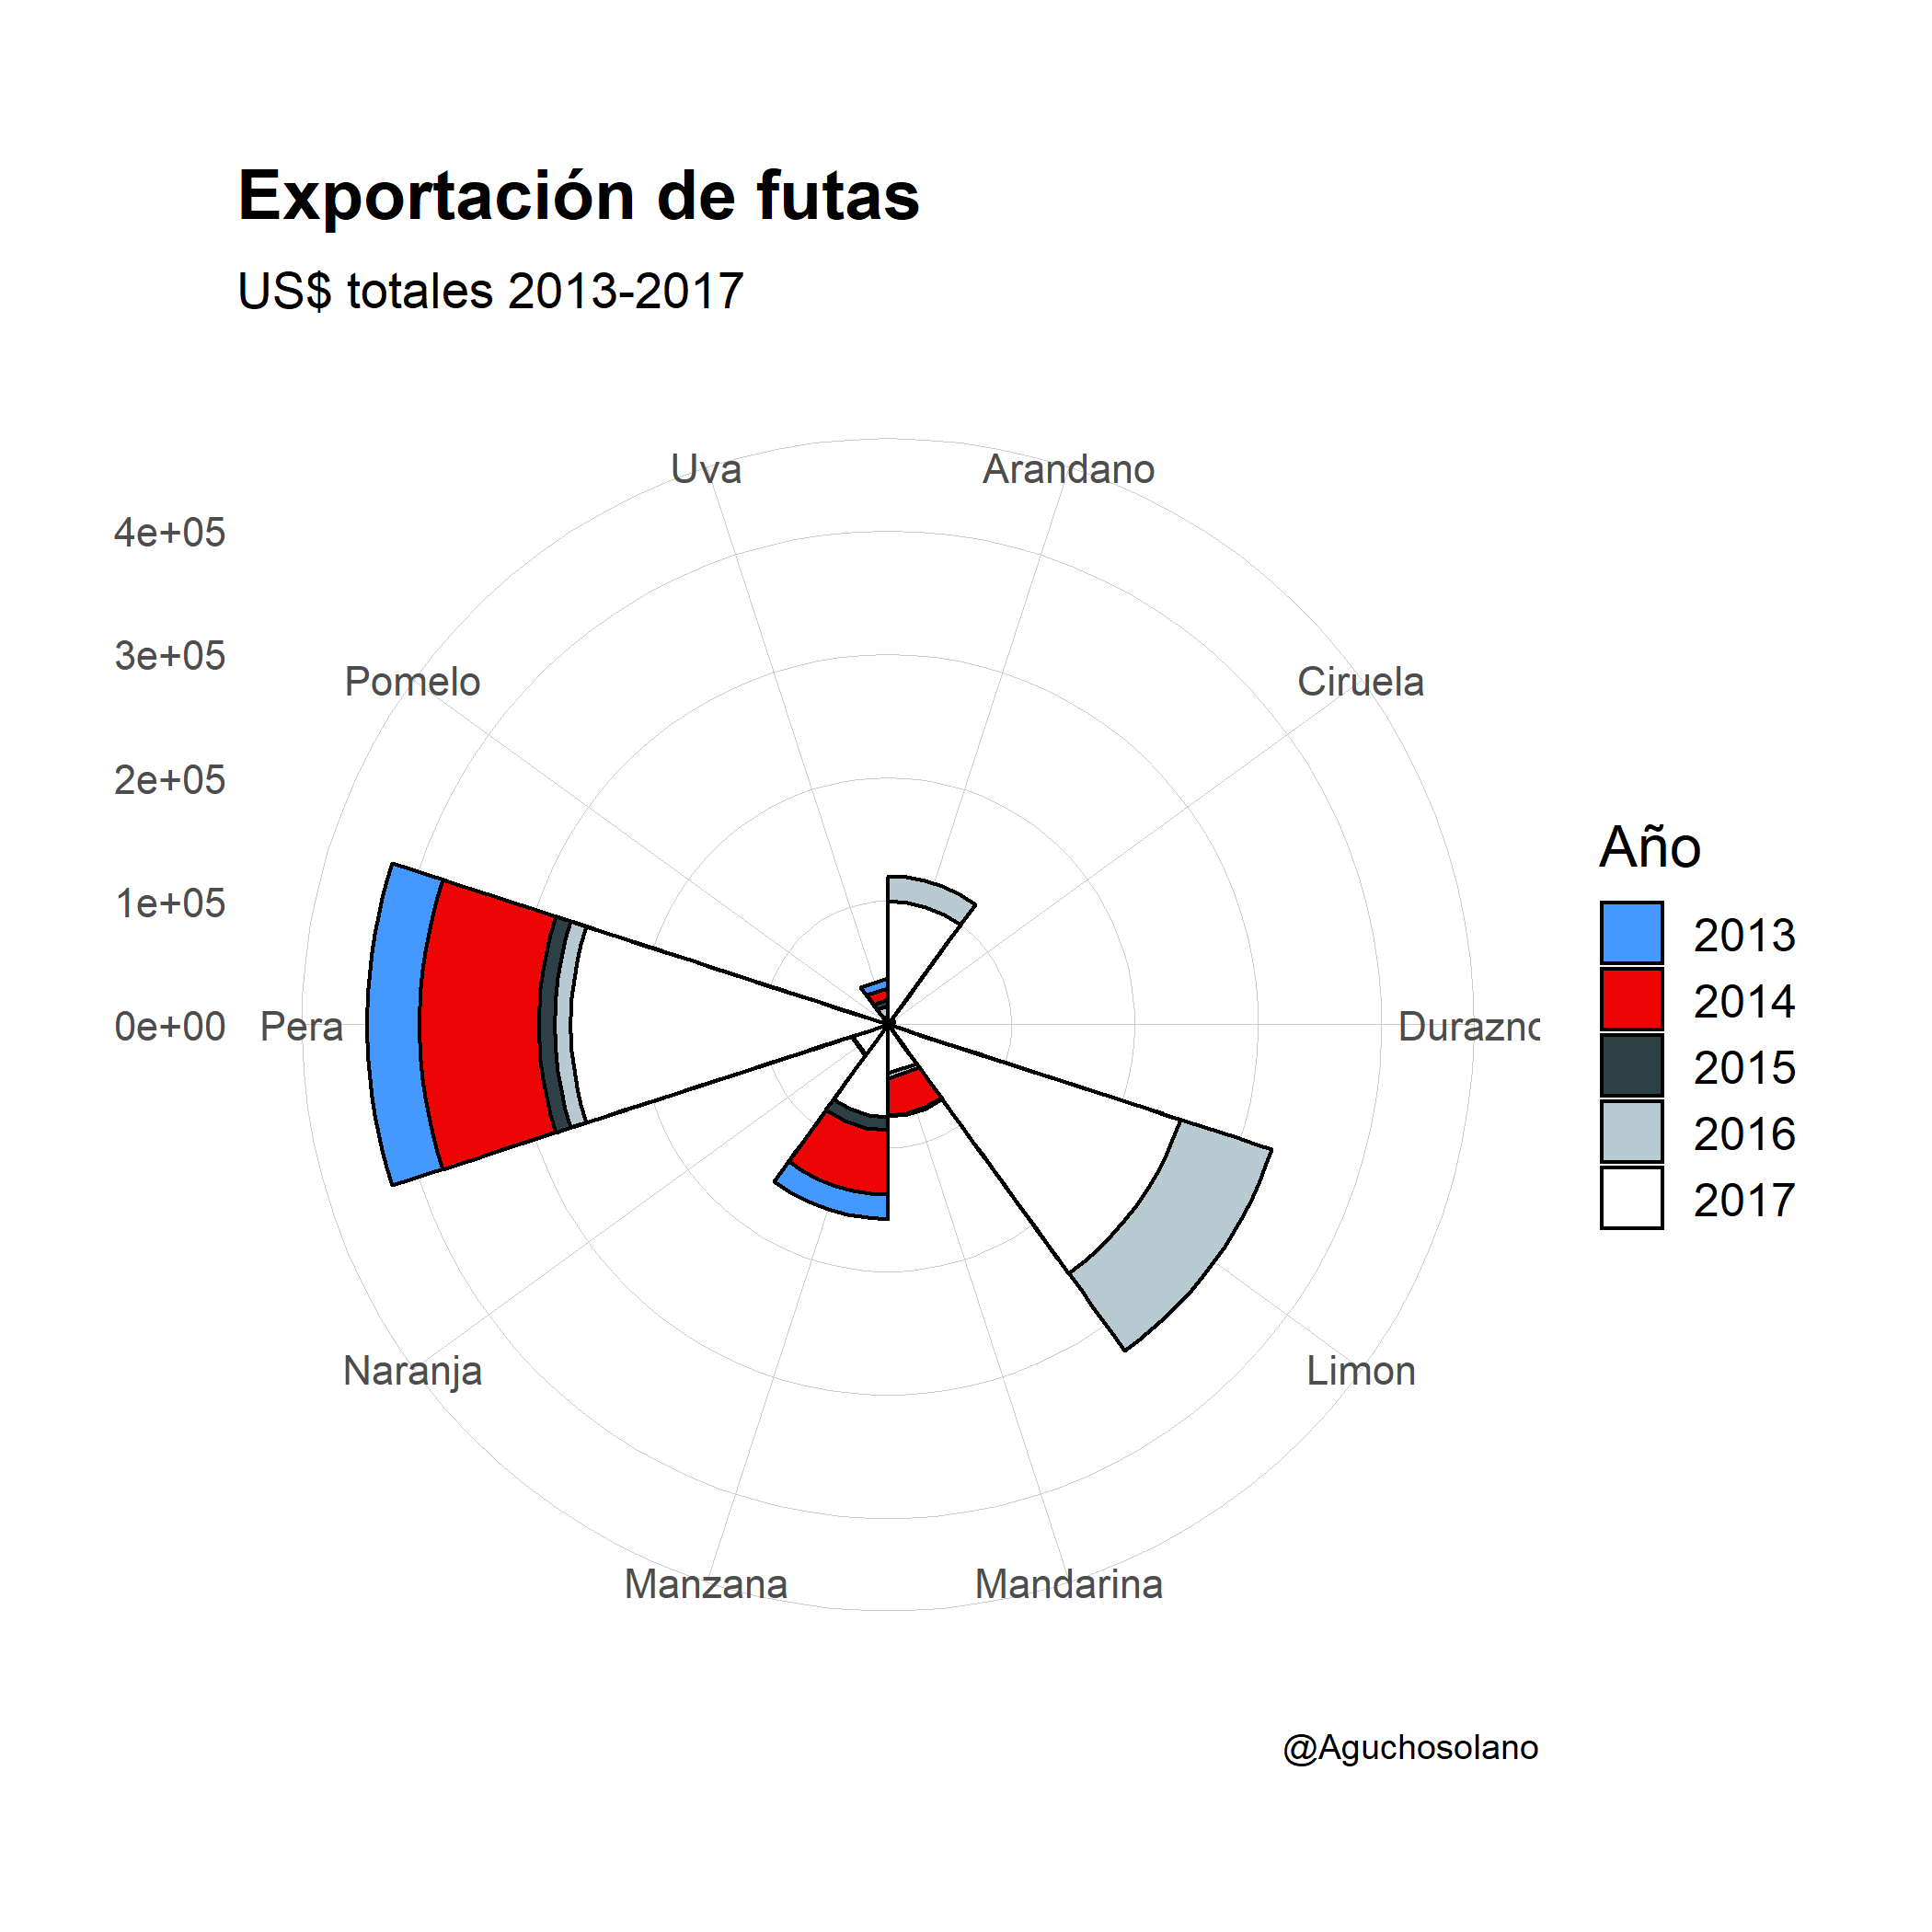 Exportación de futas
US$ totales 2013-2017
Uva
Arandano
4e+05
3e+05
Pomelo
Ciruela
2e+05
1e+05
0e+00
Pera
Durazno
Naranja
Limon
Manzana
Mandarina
Año
2013
2014
2015
2016
2017
@Aguchosolano